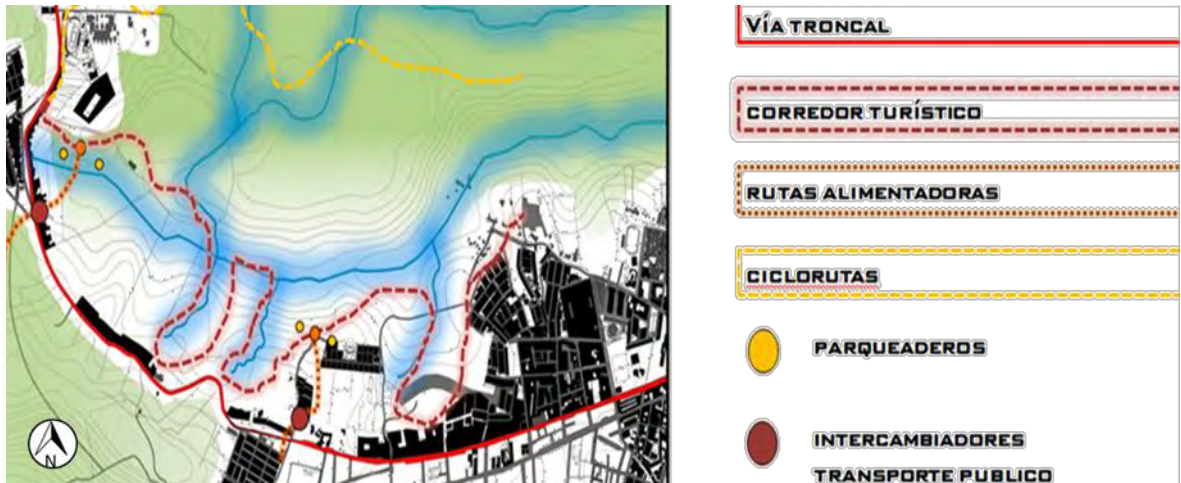 VÍA TRONCAL
CORREDOR TURÍSTICO
RUTAS ALIMENTADORAS
CICLORUTAS
PARQUEADEROS
INTERCAMBIADORES
TRANSPORTE PUBLICO
N